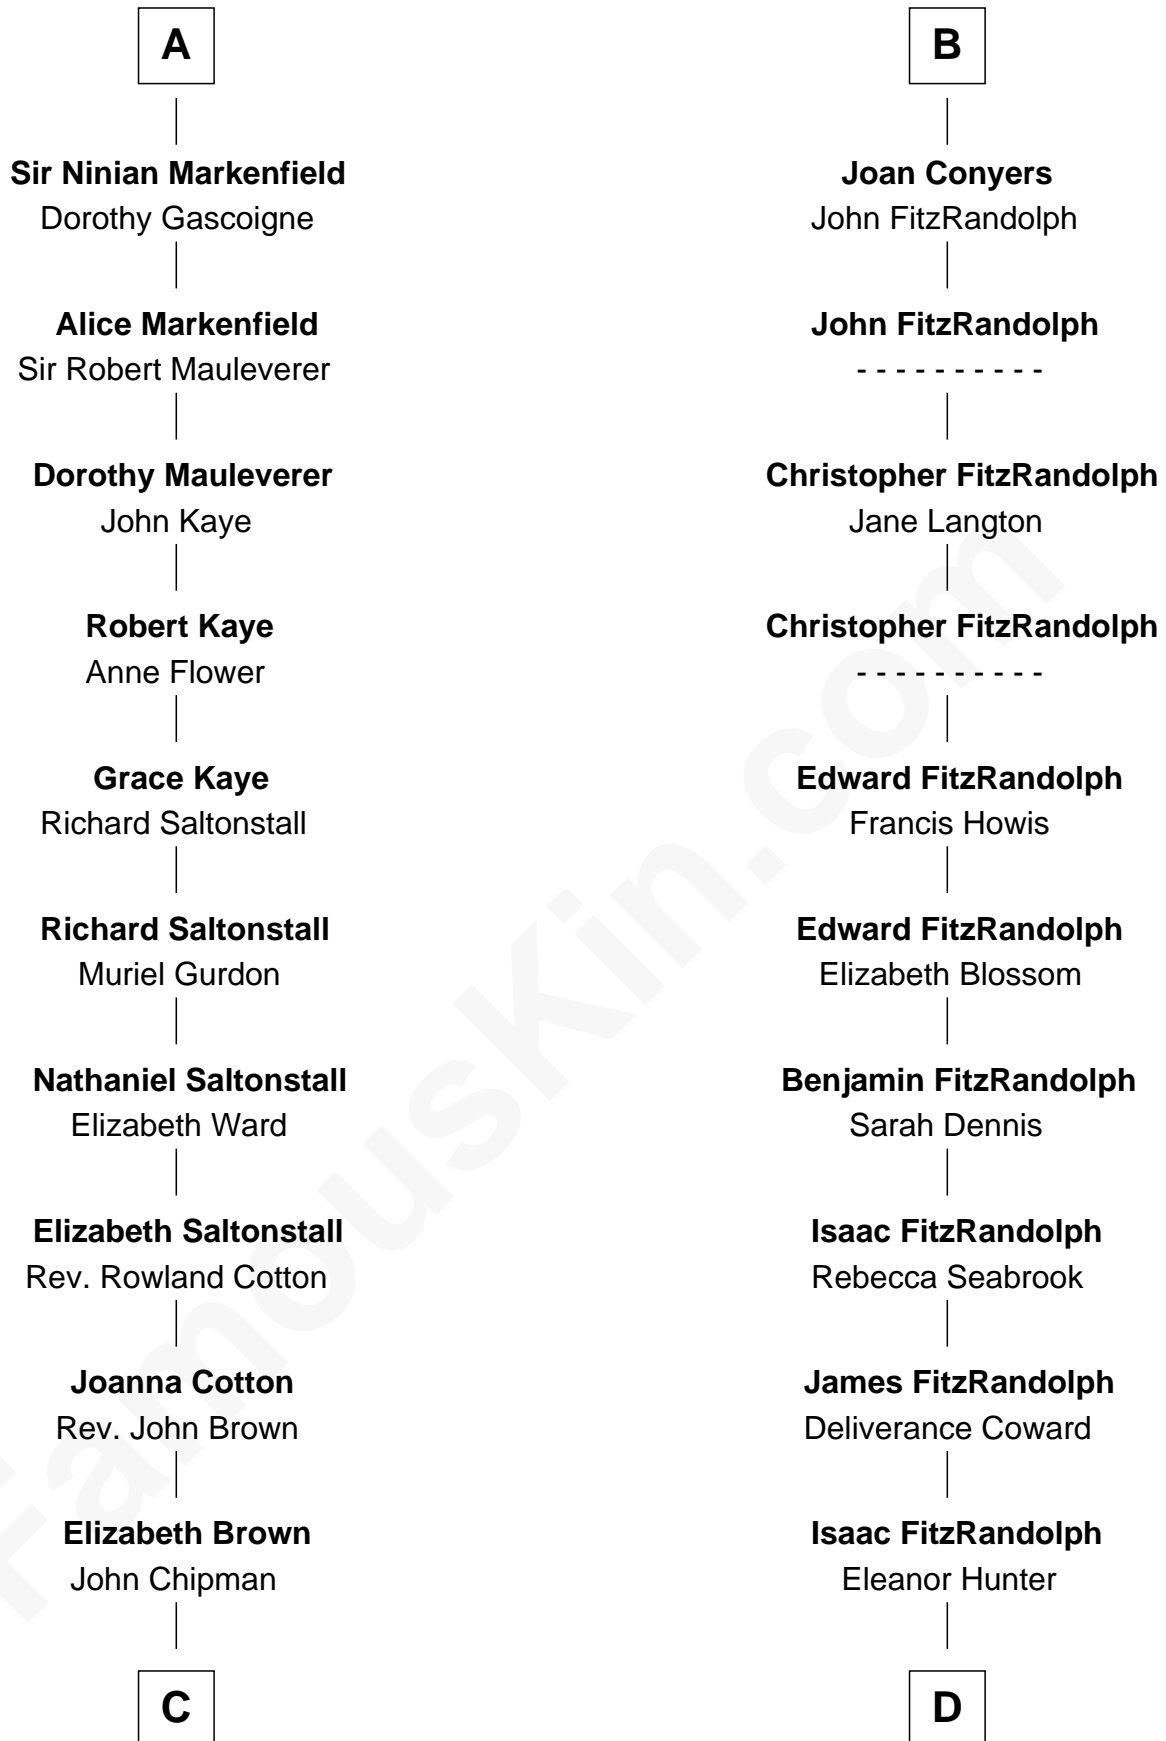 A
Sir Ninian Markenfield
Dorothy Gascoigne
Alice Markenfield
Sir Robert Mauleverer
Dorothy Mauleverer
John Kaye
Robert Kaye
Anne Flower
Grace Kaye
Richard Saltonstall
Richard Saltonstall
Muriel Gurdon
Nathaniel Saltonstall
Elizabeth Ward
Elizabeth Saltonstall
Rev. Rowland Cotton
Joanna Cotton
Rev. John Brown
Elizabeth Brown
John Chipman
C
B
Joan Conyers
John FitzRandolph
John FitzRandolph
- - - - - - - - - -
Christopher FitzRandolph
Jane Langton
Christopher FitzRandolph
- - - - - - - - - -
Edward FitzRandolph
Francis Howis
Edward FitzRandolph
Elizabeth Blossom
Benjamin FitzRandolph
Sarah Dennis
Isaac FitzRandolph
Rebecca Seabrook
James FitzRandolph
Deliverance Coward
Isaac FitzRandolph
Eleanor Hunter
D
FamousKin.com